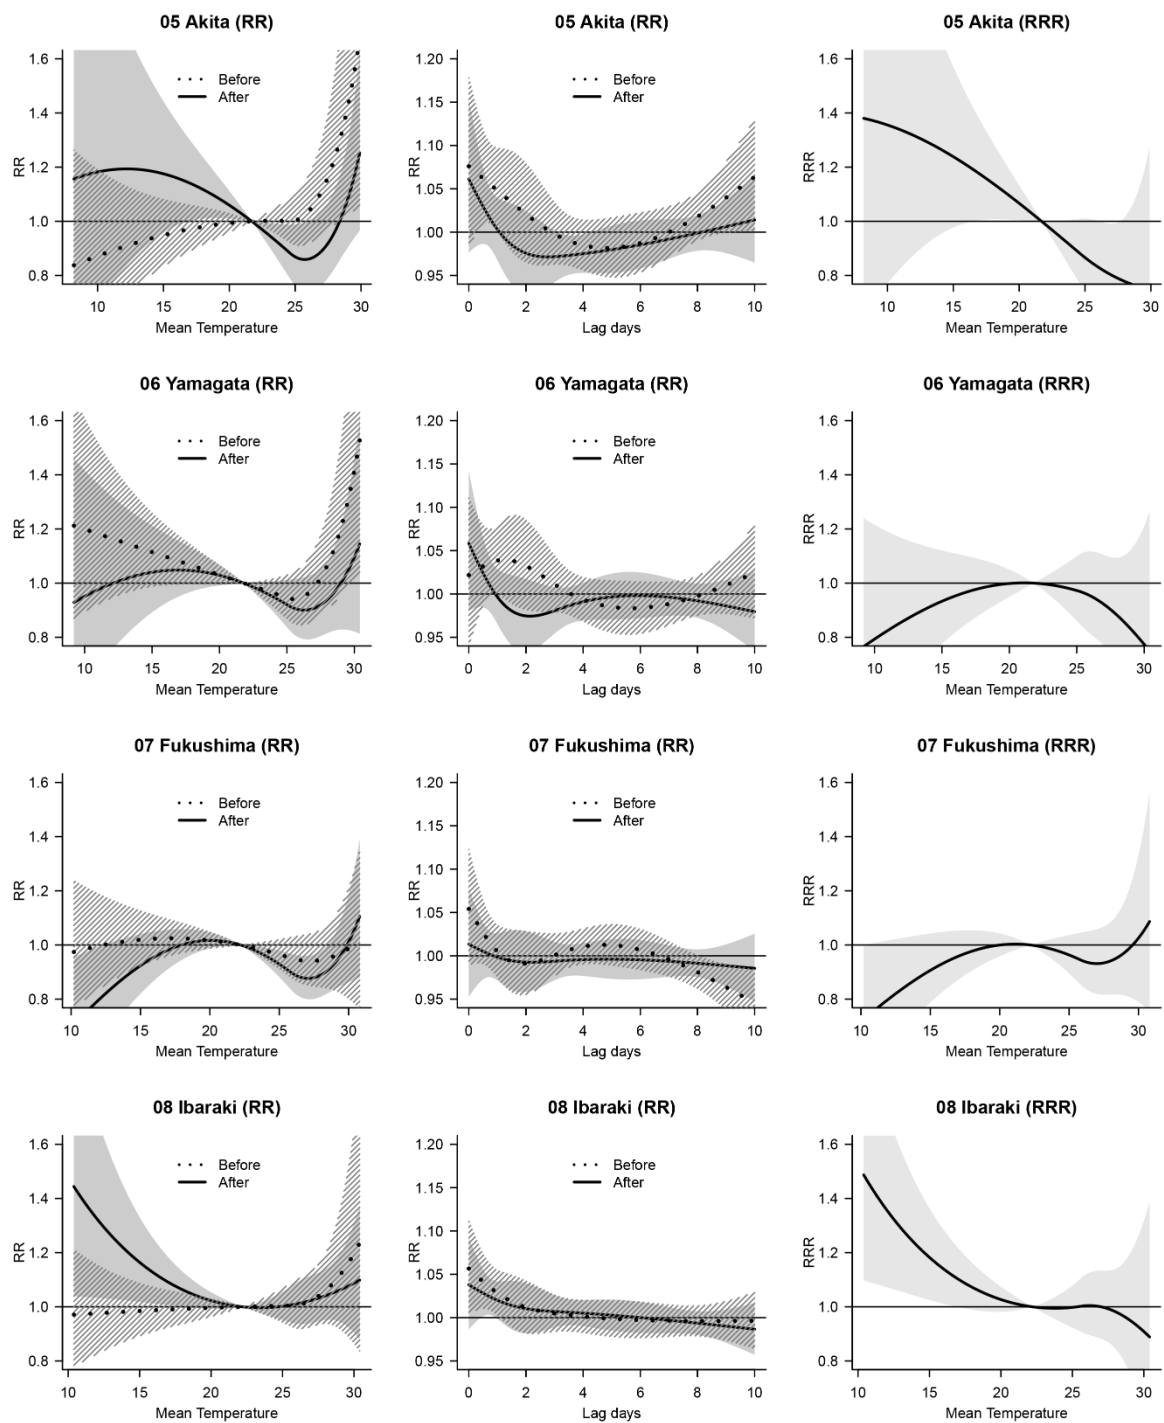 05 Akita (RR)
05 Akita (RR)
05 Akita (RRR)
1.6
1.4
1.2
1.0
0.8
RR
Before
After
10 15 20 25 30
Mean Temperature
1.20
1.15
1.10
1.05
1.00
0.95
RR
Before
After
0 2 4 6 8 10
Lag days
1.6
1.4
1.2
1.0
0.8
RRR
10 15 20 25 30
Mean Temperature
06 Yamagata (RR)
06 Yamagata (RR)
06 Yamagata (RRR)
1.6
1.4
1.2
1.0
0.8
RR
Before
After
10 15 20 25 30
Mean Temperature
1.20
1.15
1.10
1.05
1.00
0.95
RR
Before
After
0 2 4 6 8 10
Lag days
1.6
1.4
1.2
1.0
0.8
RRR
10 15 20 25 30
Mean Temperature
07 Fukushima (RR)
07 Fukushima (RR)
07 Fukushima (RRR)
1.6
1.4
1.2
1.0
0.8
RR
Before
After
10 15 20 25 30
Mean Temperature
1.20
1.15
1.10
1.05
1.00
0.95
RR
Before
After
0 2 4 6 8 10
Lag days
1.6
1.4
1.2
1.0
0.8
RRR
10 15 20 25 30
Mean Temperature
08 Ibaraki (RR)
08 Ibaraki (RR)
08 Ibaraki (RRR)
1.6
1.4
1.2
1.0
0.8
RR
Before
After
10 15 20 25 30
Mean Temperature
1.20
1.15
1.10
1.05
1.00
0.95
RR
Before
After
0 2 4 6 8 10
Lag days
1.6
1.4
1.2
1.0
0.8
RRR
10 15 20 25 30
Mean Temperature